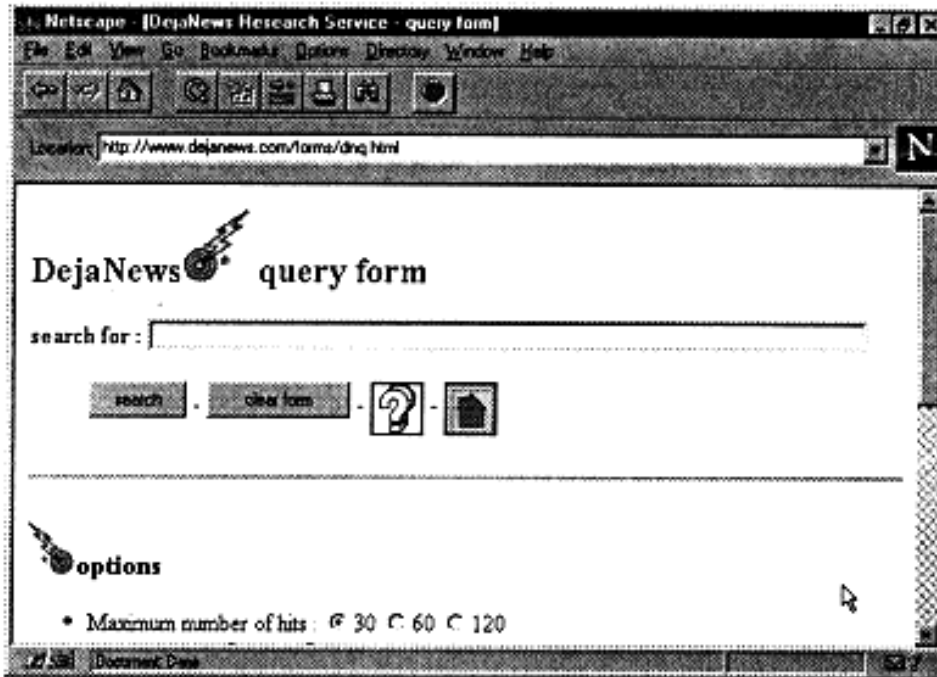 Netscape - [DejaNews Research Service - query form]
File Edit View Go Bookmarks Options Directory Window Help
Location: http://www.dejanews.com/forms/dnq.html
N
DejaNews query form
search for :
search - clear form - ? -
options
• Maximum number of hits : 30 60 120
Document: Done